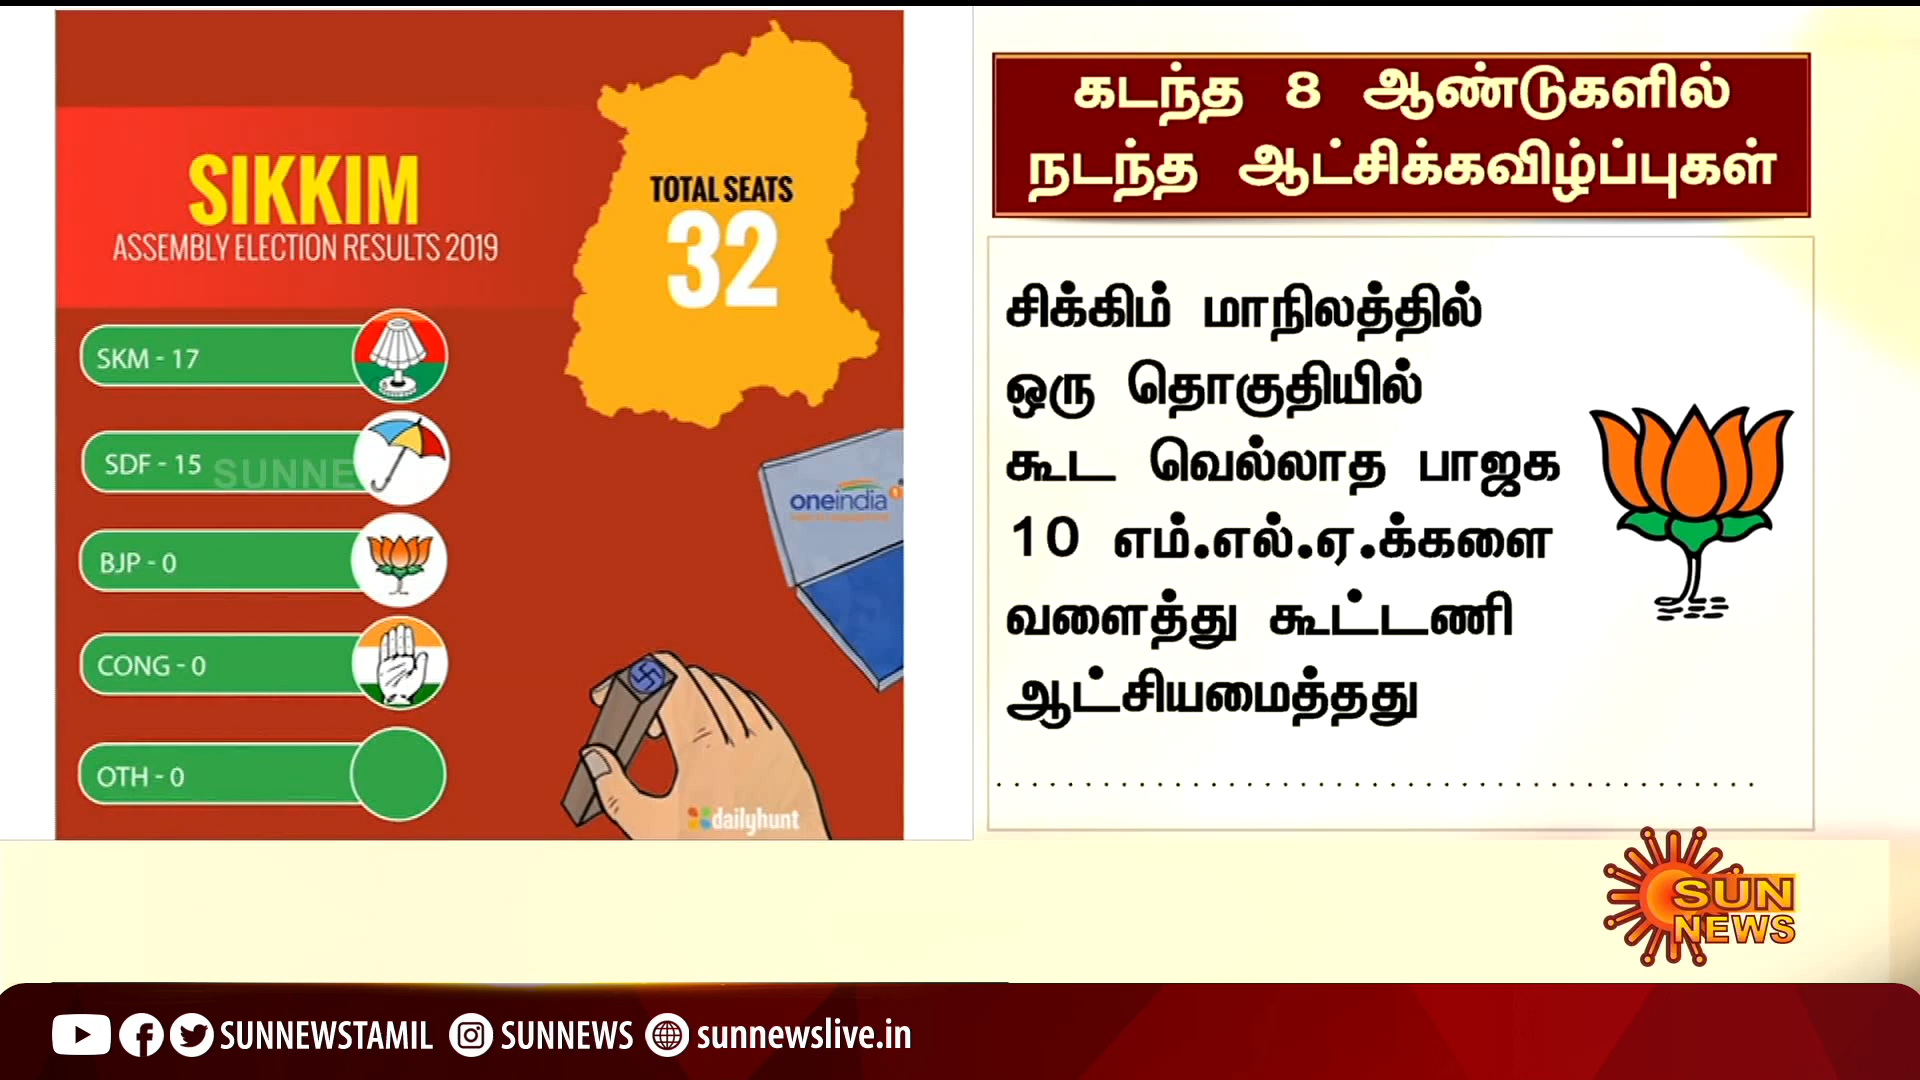 SIKKIM
ASSEMBLY ELECTION RESULTS 2019
TOTAL SEATS
32
SKM - 17
SDF - 15
SUNNE
BJP - 0
CONG - 0
OTH - 0
oneindia
dailyhunt
கடந்த 8 ஆண்டுகளில்
நடந்த ஆட்சிக்கவிழ்ப்புகள்
சிக்கிம் மாநிலத்தில்
ஒரு தொகுதியில்
கூட வெல்லாத பாஜக
10 எம்.எல்.ஏ.க்களை
வளைத்து கூட்டணி
ஆட்சியமைத்தது
SUN
NEWS
SUNNEWSTAMIL SUNNEWS sunnewslive.in